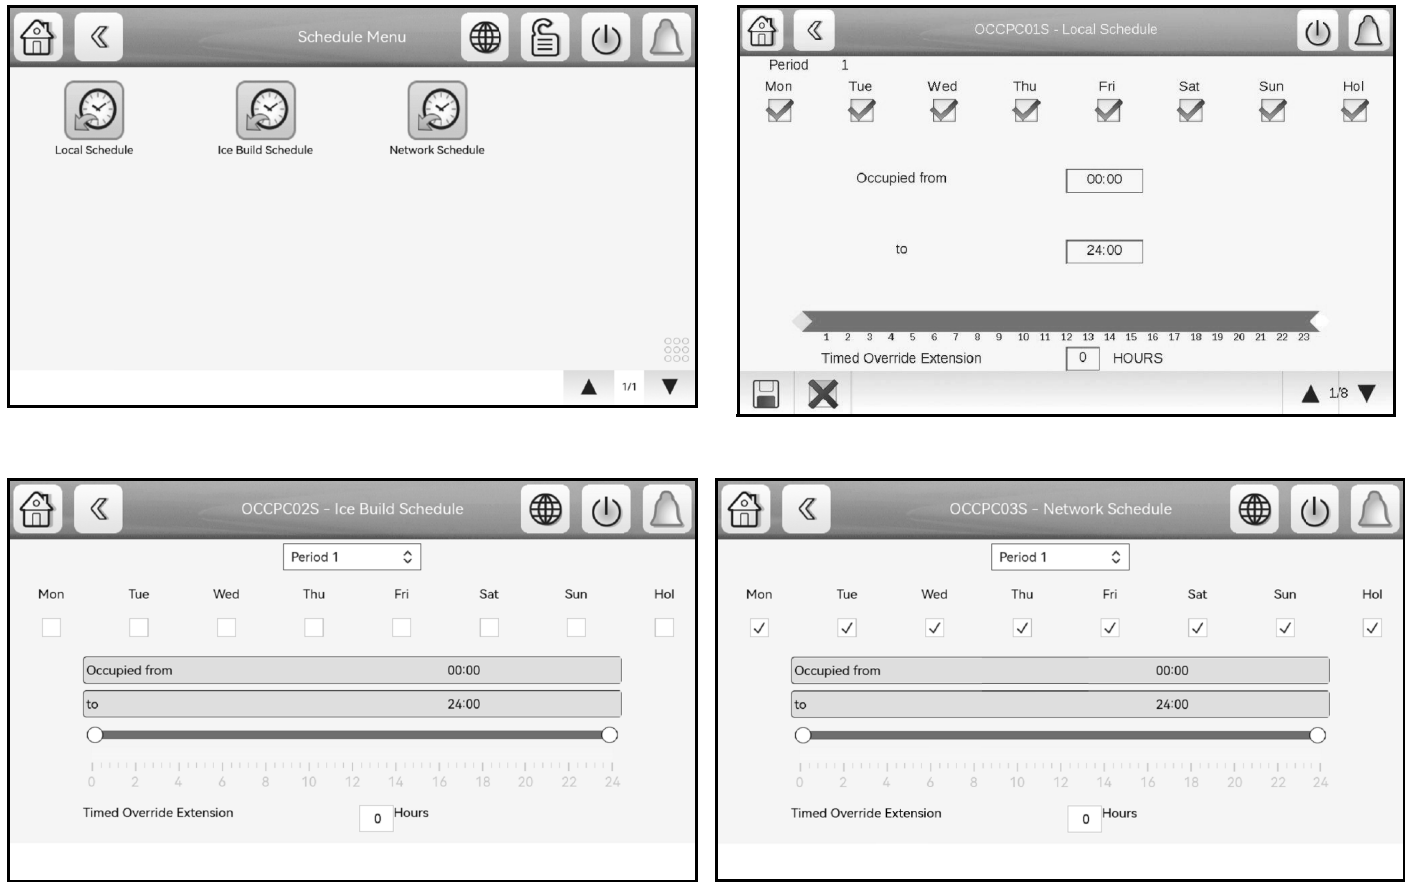 Schedule Menu
Local Schedule Ice Build Schedule Network Schedule
1/1
OCCPC01S - Local Schedule
Period 1
Mon Tue Wed Thu Fri Sat Sun Hol
Occupied from 00:00
to 24:00
1 2 3 4 5 6 7 8 9 10 11 12 13 14 15 16 17 18 19 20 21 22 23
Timed Override Extension 0 HOURS
1/8
OCCPC02S - Ice Build Schedule
Period 1
Mon Tue Wed Thu Fri Sat Sun Hol
Occupied from 00:00
to 24:00
0 2 4 6 8 10 12 14 16 18 20 22 24
Timed Override Extension 0 Hours
OCCPC03S - Network Schedule
Period 1
Mon Tue Wed Thu Fri Sat Sun Hol
Occupied from 00:00
to 24:00
0 2 4 6 8 10 12 14 16 18 20 22 24
Timed Override Extension 0 Hours